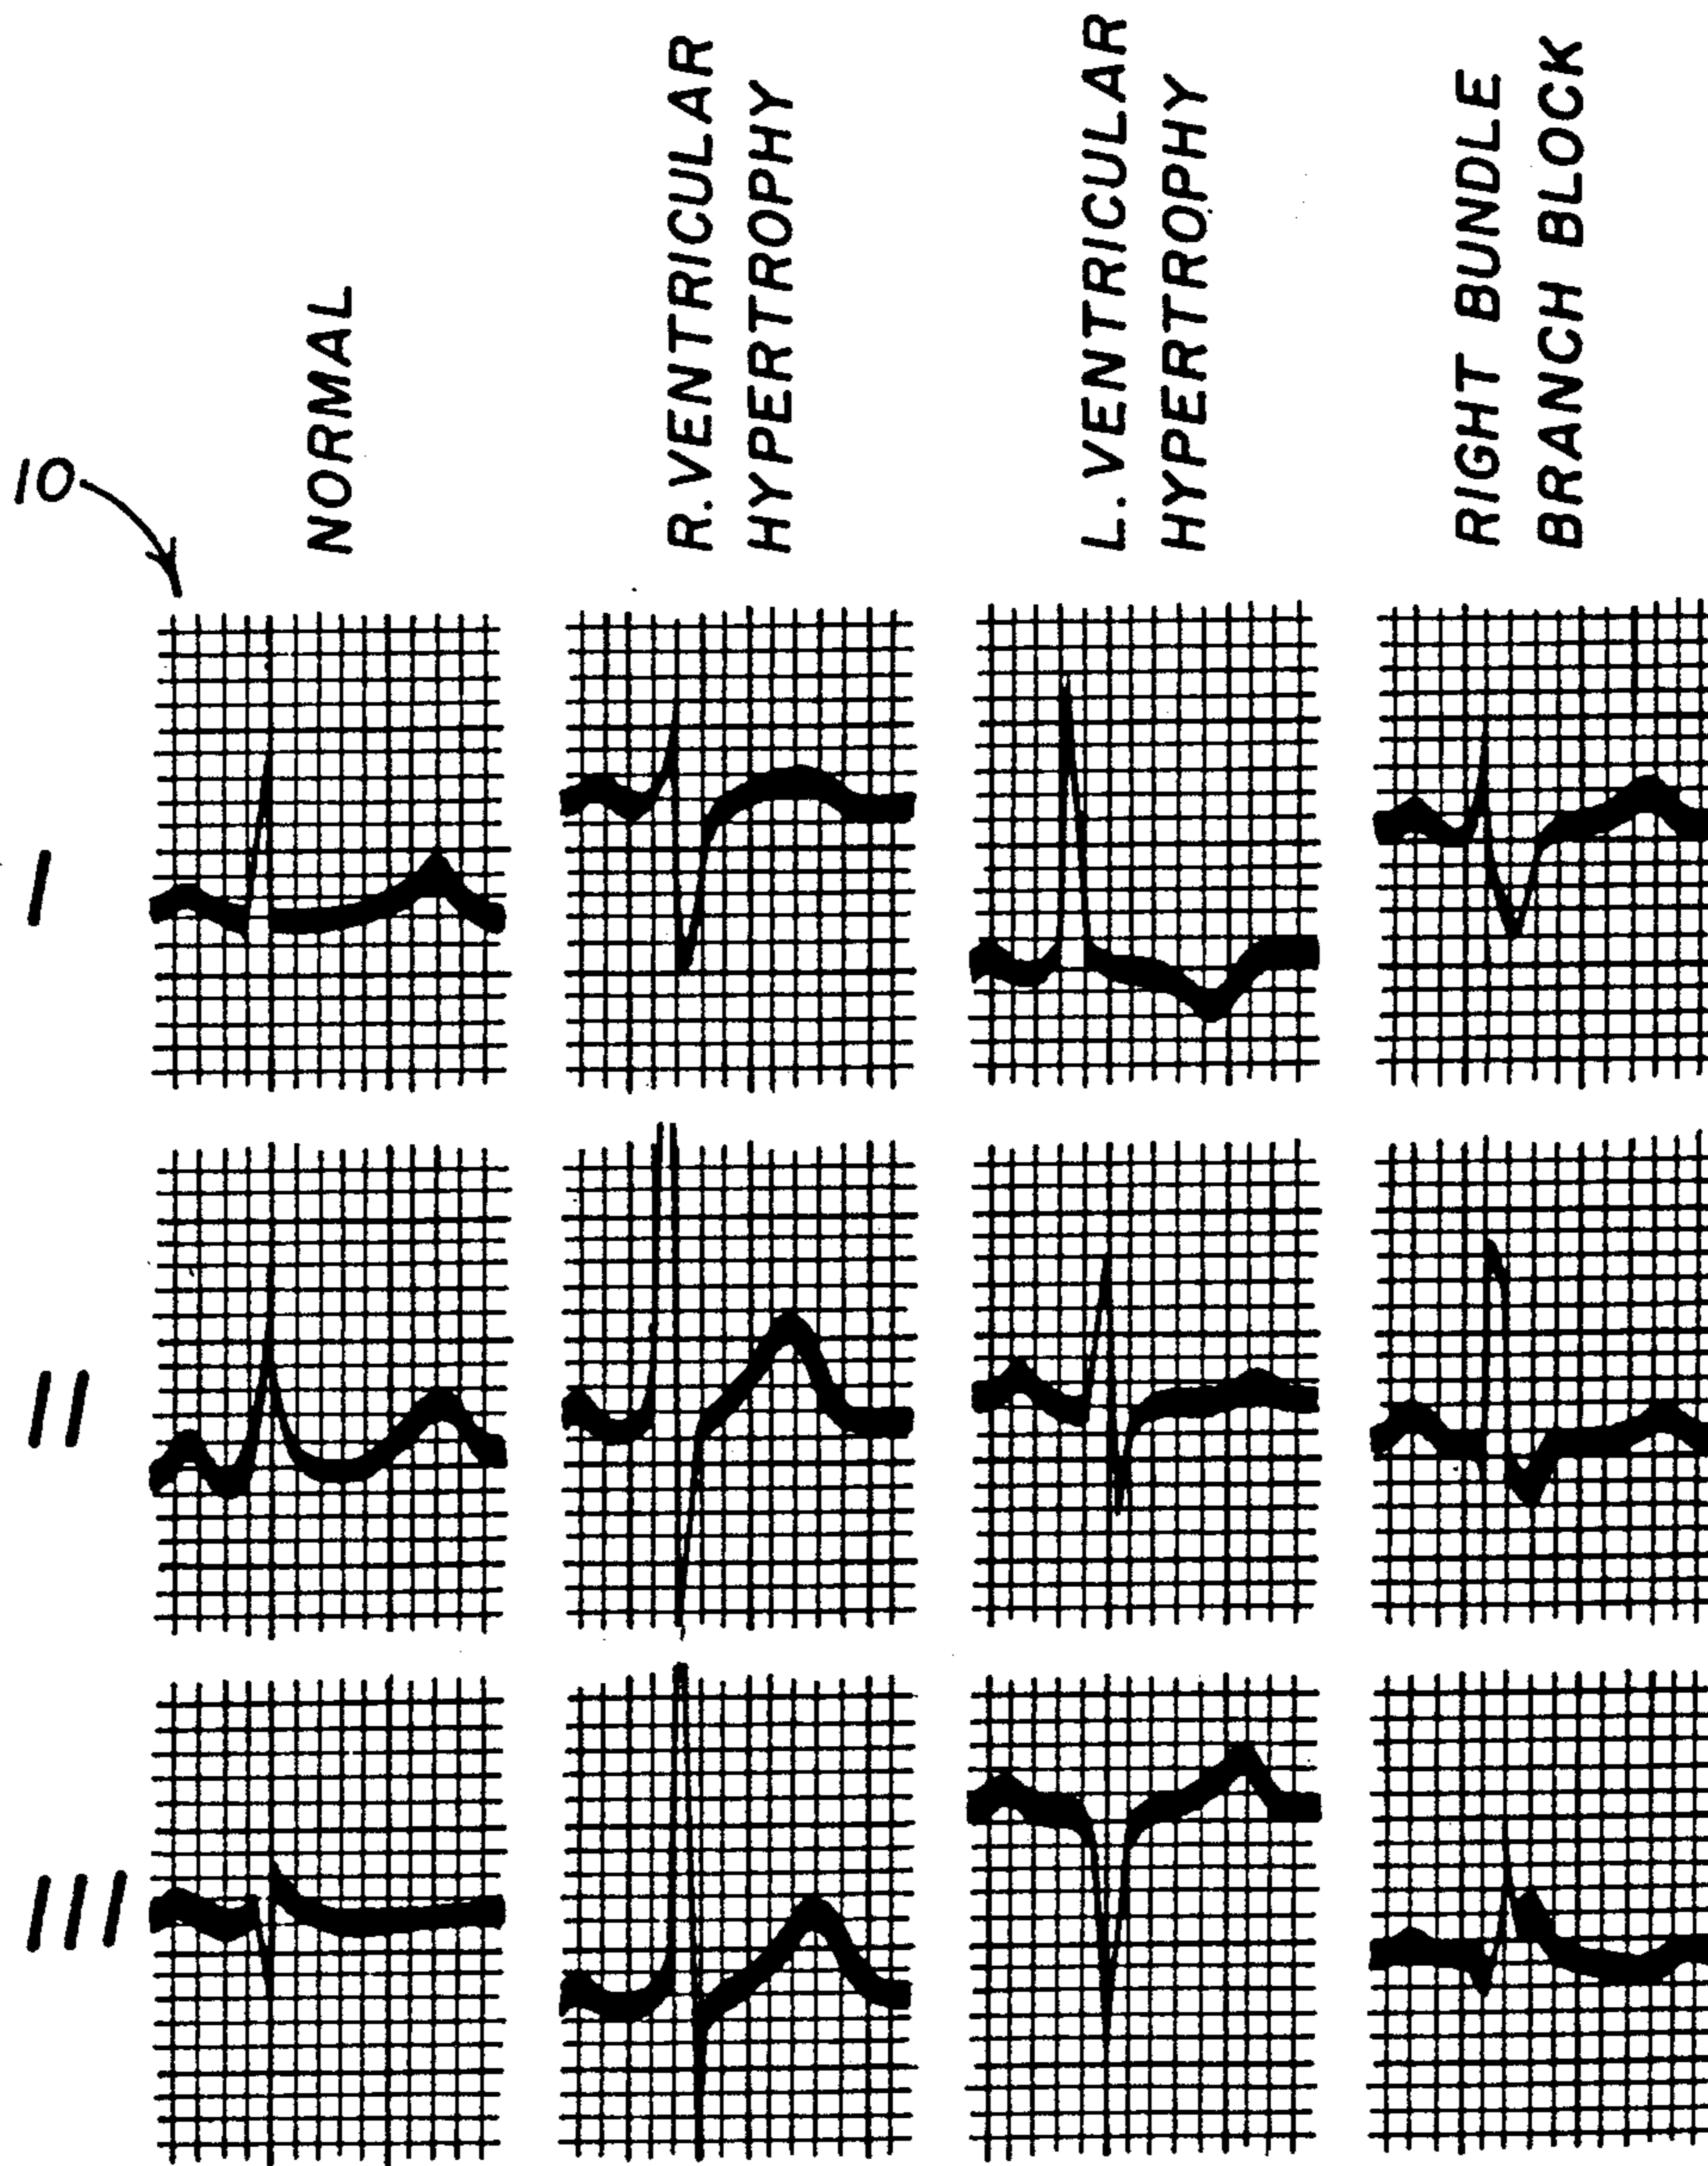 10
NORMAL
R. VENTRICULAR
HYPERTROPHY
L. VENTRICULAR
HYPERTROPHY
RIGHT BUNDLE
BRANCH BLOCK
I
II
III